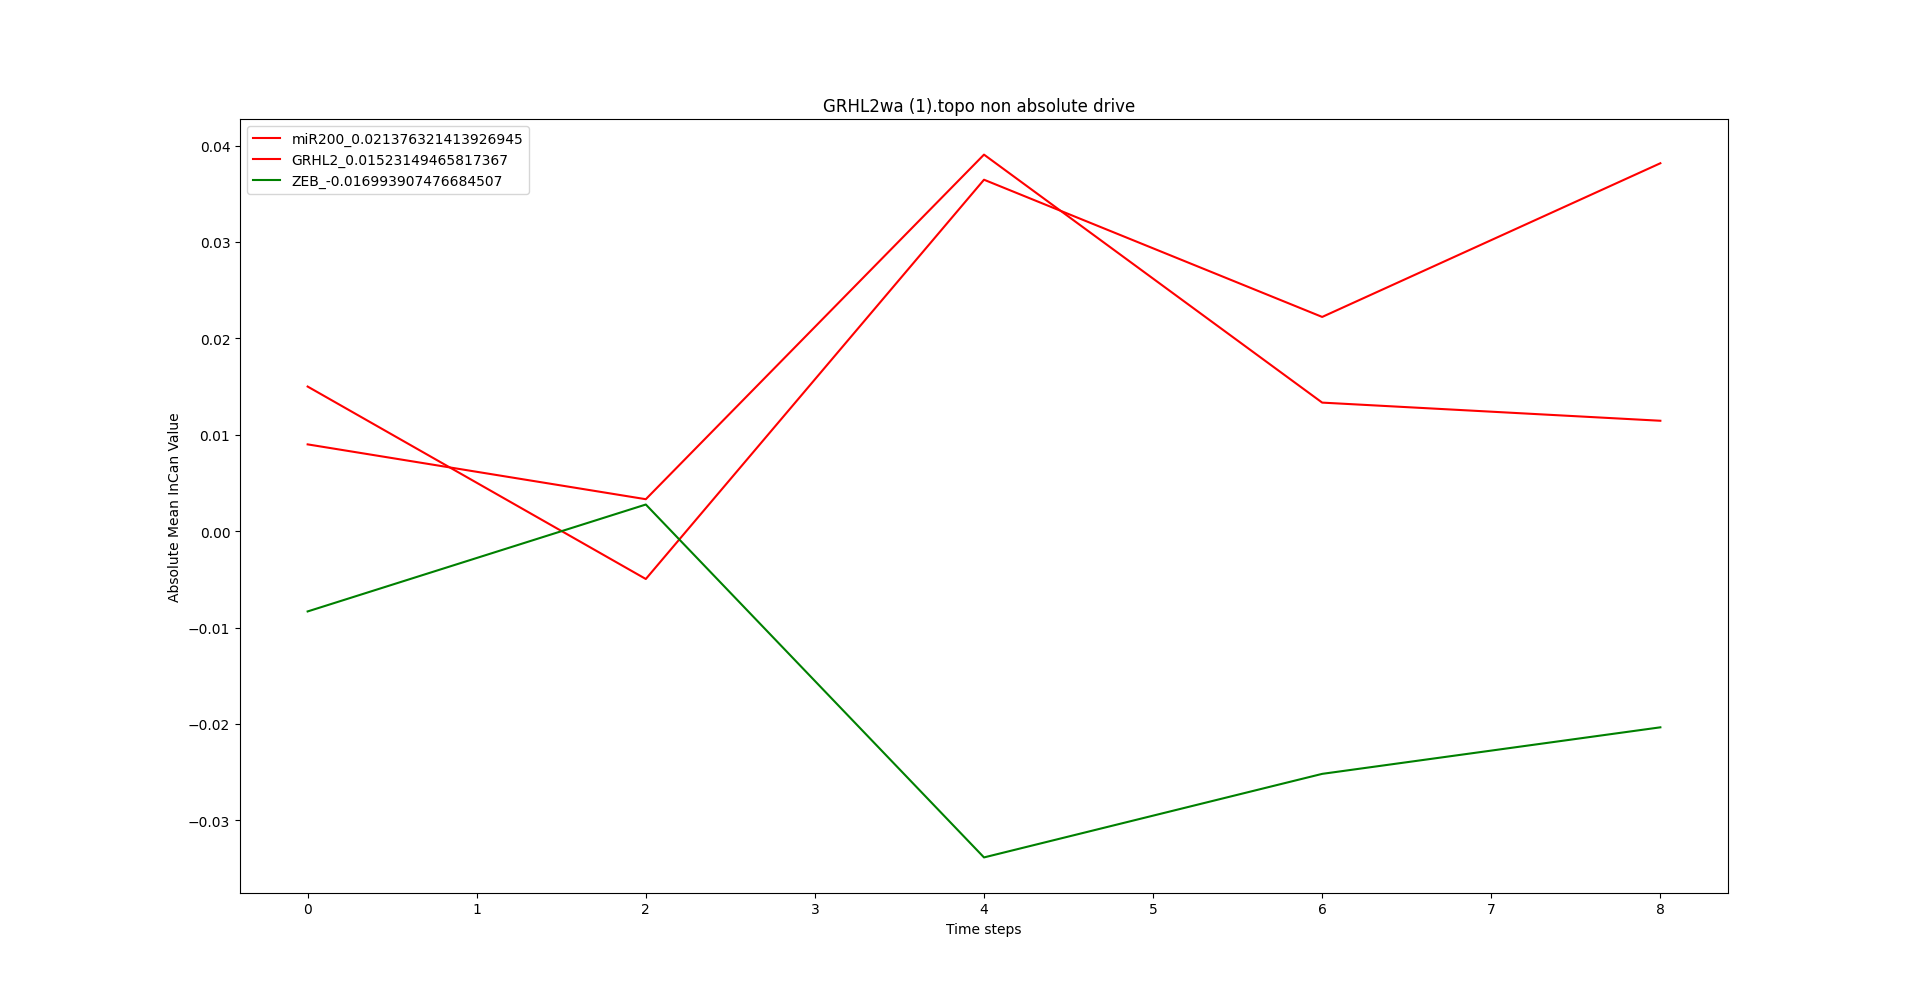 GRHL2wa (1).topo non absolute drive
miR200_0.021376321413926945
GRHL2_0.01523149465817367
ZEB_-0.016993907476684507
Absolute Mean InCan Value
0.04
0.03
0.02
0.01
0.00
−0.01
−0.02
−0.03
0 1 2 3 4 5 6 7 8
Time steps